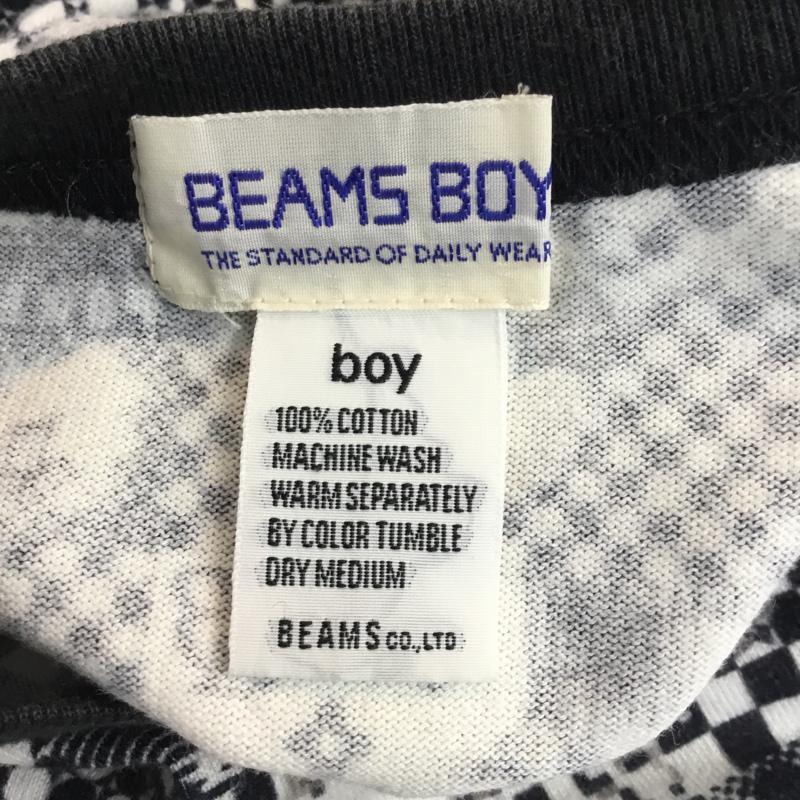 BEAMS BOY
THE STANDARD OF DAILY WEAR
boy
100% COTTON
MACHINE WASH
WARM SEPARATELY
BY COLOR TUMBLE
DRY MEDIUM
BEAMS CO.,LTD